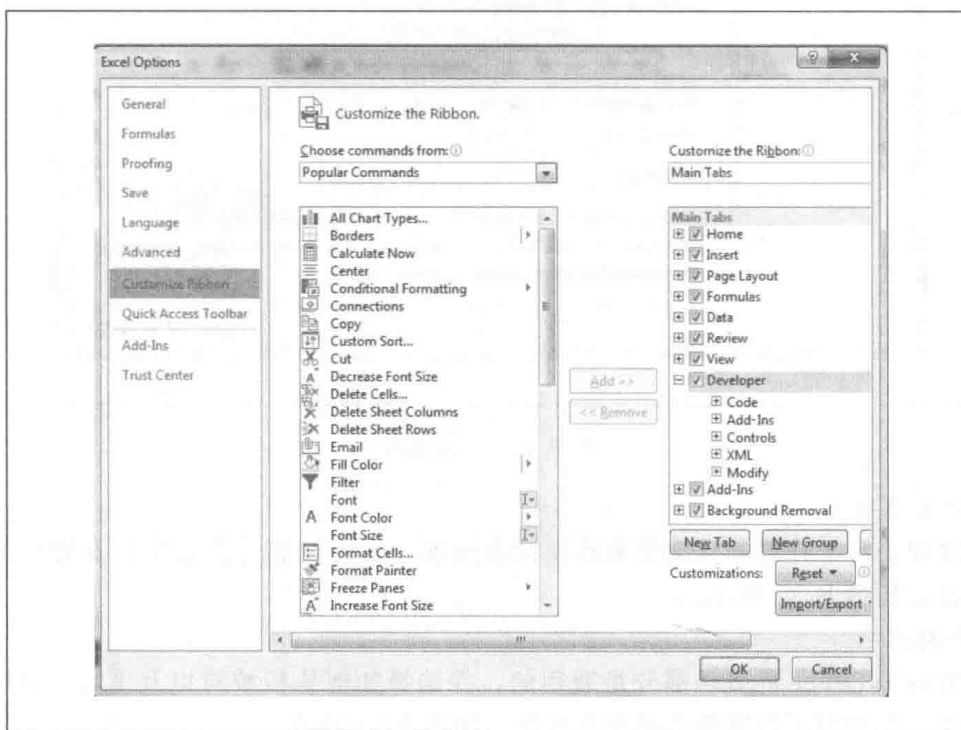 Excel Options
General
Formulas
Proofing
Save
Language
Advanced
Customize Ribbon
Quick Access Toolbar
Add-Ins
Trust Center
Customize the Ribbon.
Choose commands from:
Popular Commands
All Chart Types...
Borders
Calculate Now
Center
Conditional Formatting
Connections
Copy
Custom Sort...
Cut
Decrease Font Size
Delete Cells...
Delete Sheet Columns
Delete Sheet Rows
Email
Fill Color
Filter
Font
Font Color
Font Size
Format Cells...
Format Painter
Freeze Panes
Increase Font Size
Add >>
<< Remove
Customize the Ribbon:
Main Tabs
Main Tabs
Home
Insert
Page Layout
Formulas
Data
Review
View
Developer
Code
Add-Ins
Controls
XML
Modify
Add-Ins
Background Removal
New Tab
New Group
Customizations:
Reset
Import/Export
OK
Cancel